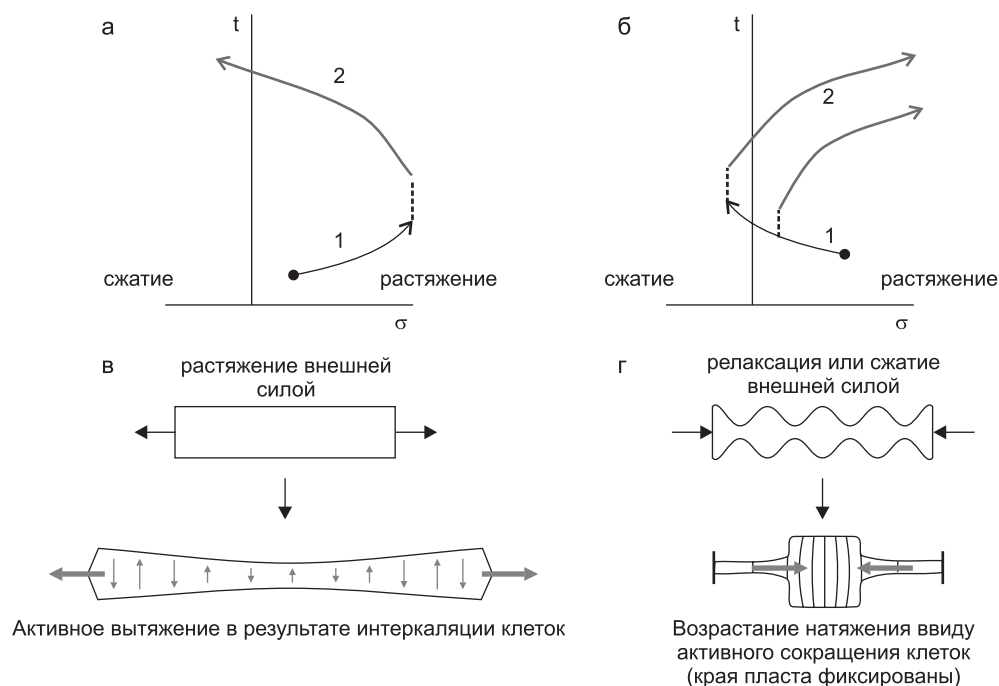 а
t
2
1
сжатие
растяжение
σ
б
t
2
1
сжатие
растяжение
σ
в
растяжение внешней
силой
Активное вытяжение в результате интеркаляции клеток
г
релаксация или сжатие
внешней силой
Возрастание натяжения ввиду
активного сокращения клеток
(края пласта фиксированы)